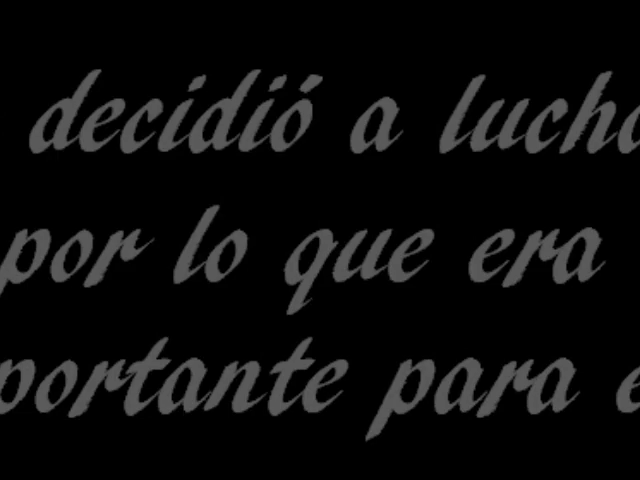 decidió a lucha
por lo que era
portante para e